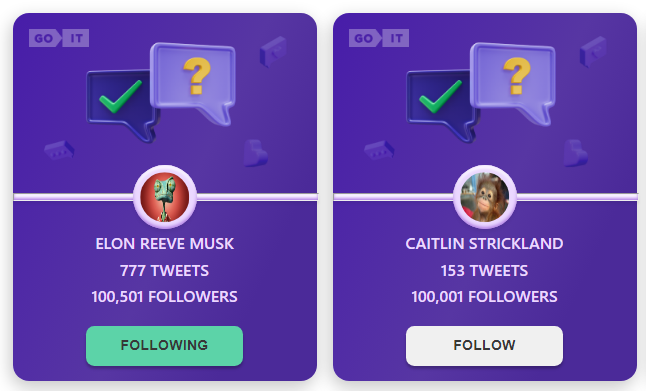 GO IT
ELON REEVE MUSK
777 TWEETS
100,501 FOLLOWERS
FOLLOWING
GO IT
CAITLIN STRICKLAND
153 TWEETS
100,001 FOLLOWERS
FOLLOW